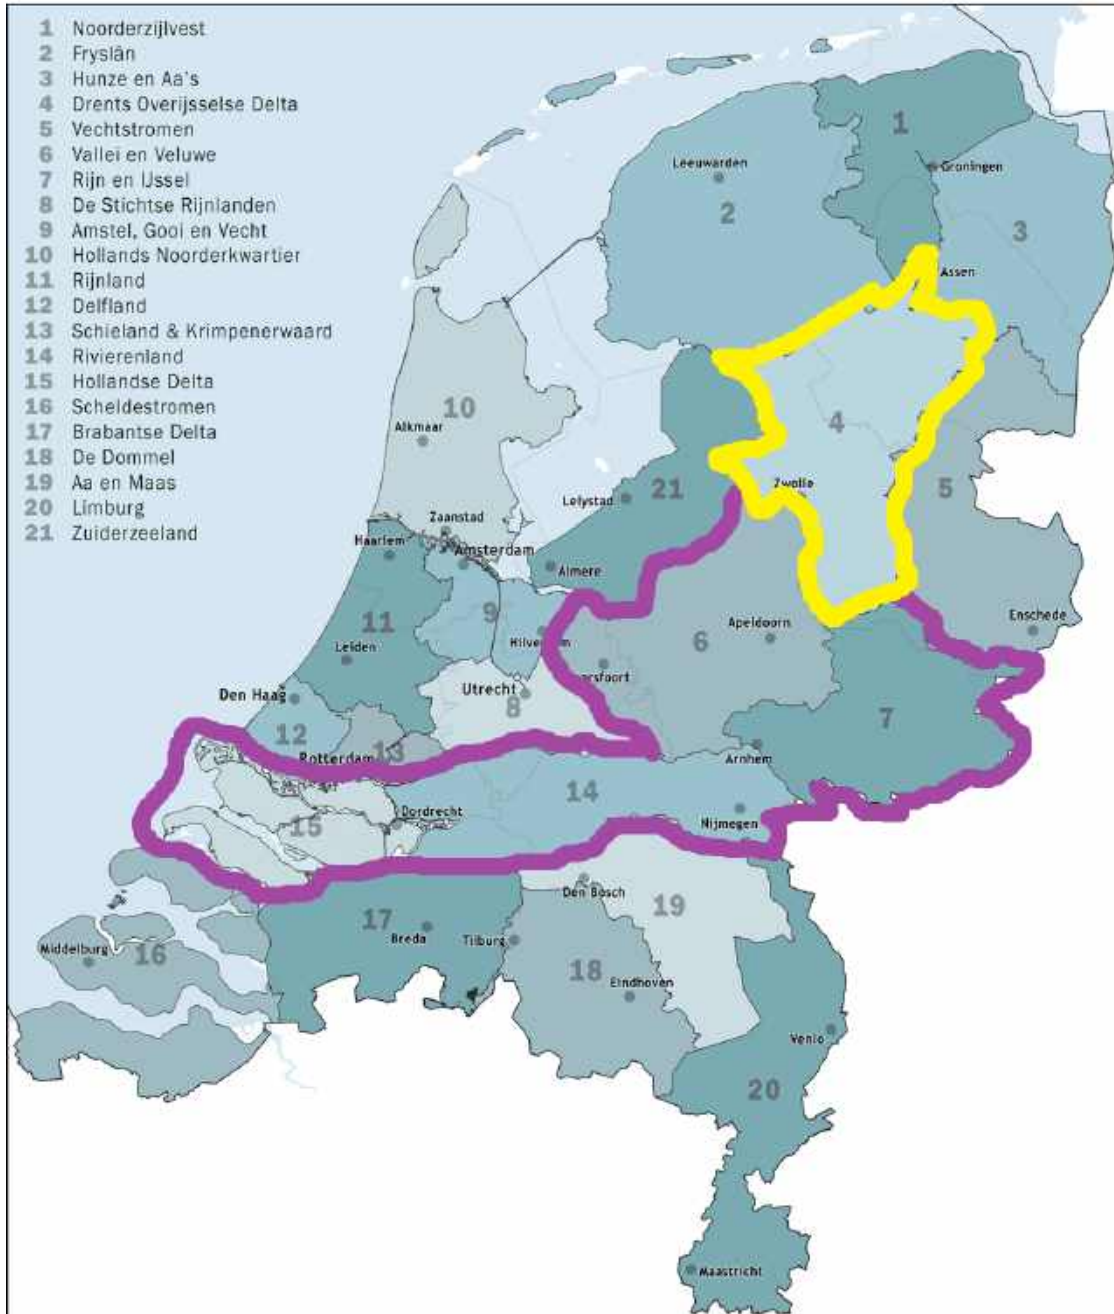 1 Noorderzijlvest
2 Fryslân
3 Hunze en Aa's
4 Drents Overijsselse Delta
5 Vechtstromen
6 Vallei en Veluwe
7 Rijn en IJssel
8 De Stichtse Rijnlanden
9 Amstel, Gooi en Vecht
10 Hollands Noorderkwartier
11 Rijnland
12 Delfland
13 Schieland & Krimpenerwaard
14 Rivierenland
15 Hollandse Delta
16 Scheldestromen
17 Brabantse Delta
18 De Dommel
19 Aa en Maas
20 Limburg
21 Zuiderzeeland
1
Leeuwarden
Groningen
2
3
Assen
10
Alkmaar
4
Zwolle
5
Lelystad
21
Zaanstad
Haarlem
Amsterdam
Almere
9
11
Enschede
Apeldoorn
6
Leiden
Utrecht
Den Haag
8
7
12
13
Rotterdam
Arnhem
14
Dordrecht
Nijmegen
15
Den Bosch
19
17
Breda
Tilburg
Middelburg
16
18
Eindhoven
Venlo
20
Maastricht